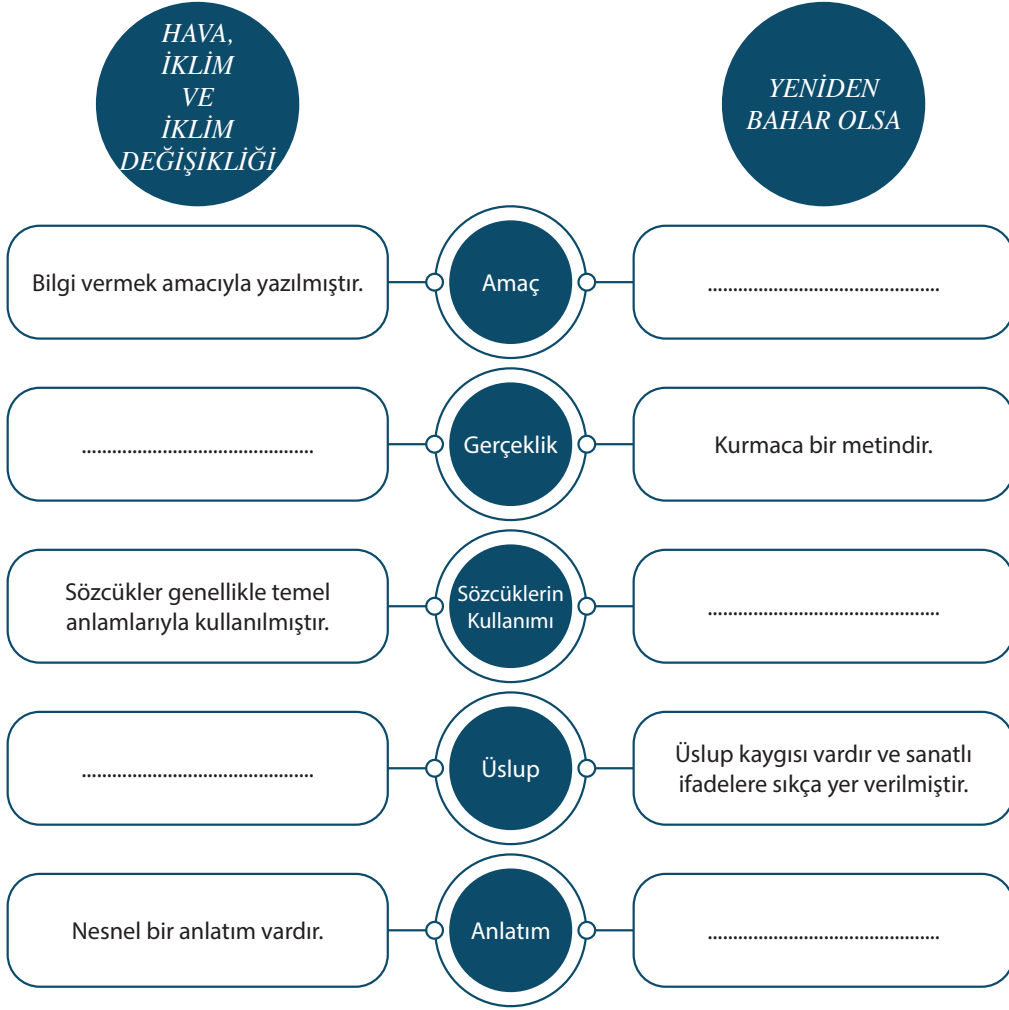 HAVA,
İKLİM
VE
İKLİM
DEĞİŞİKLİĞİ
YENİDEN
BAHAR OLSA
Bilgi vermek amacıyla yazılmıştır.
Amaç
..............................................
..............................................
Gerçeklik
Kurmaca bir metindir.
Sözcükler genellikle temel
anlamlarıyla kullanılmıştır.
Sözcüklerin
Kullanımı
..............................................
..............................................
Üslup
Üslup kaygısı vardır ve sanatlı
ifadelere sıkça yer verilmiştir.
Nesnel bir anlatım vardır.
Anlatım
..............................................